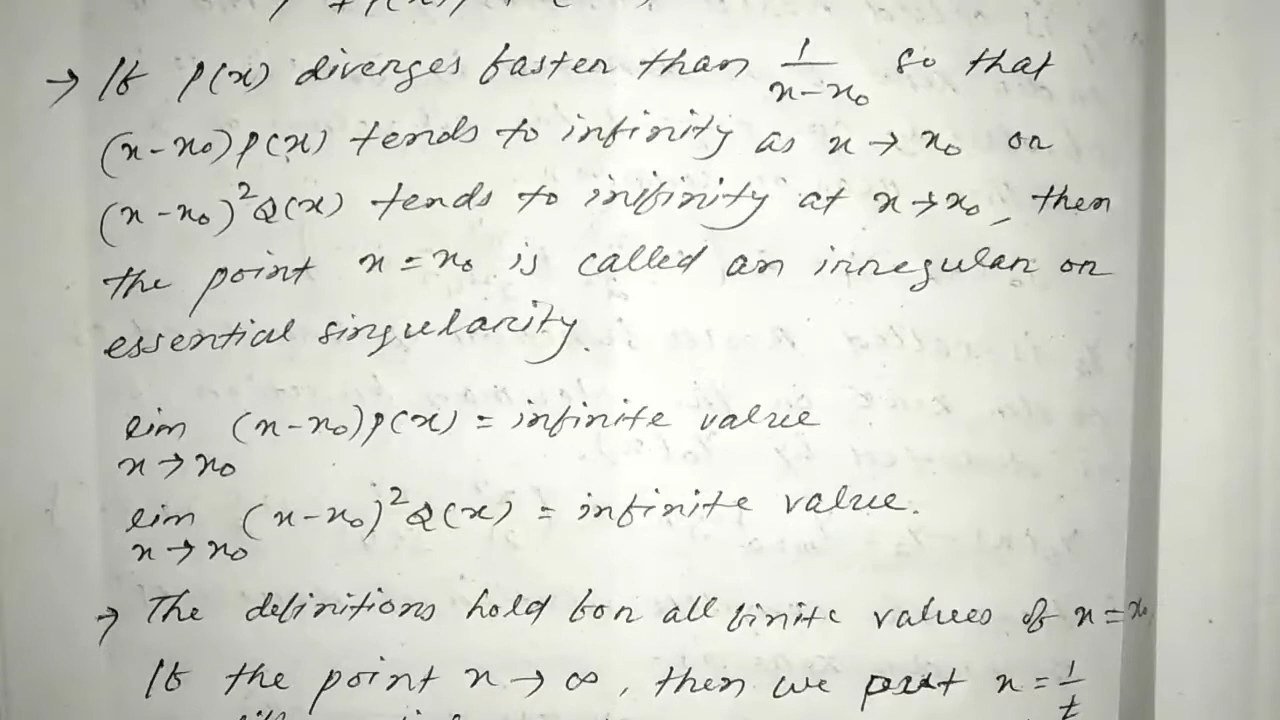 → If P(x) diverges faster than 1/(x-x₀) so that
(x-x₀)P(x) tends to infinity as x → x₀ or
(x-x₀)²Q(x) tends to inifinity at x→x₀, then
the point x = x₀ is called an irregular or
essential singularity.
lim (x-x₀)P(x) = infinite value
x→x₀
lim (x-x₀)²Q(x) = infinite value.
x→x₀
→ The definitions hold for all finite values of x=x₀.
If the point x → ∞, then we put x = 1/t